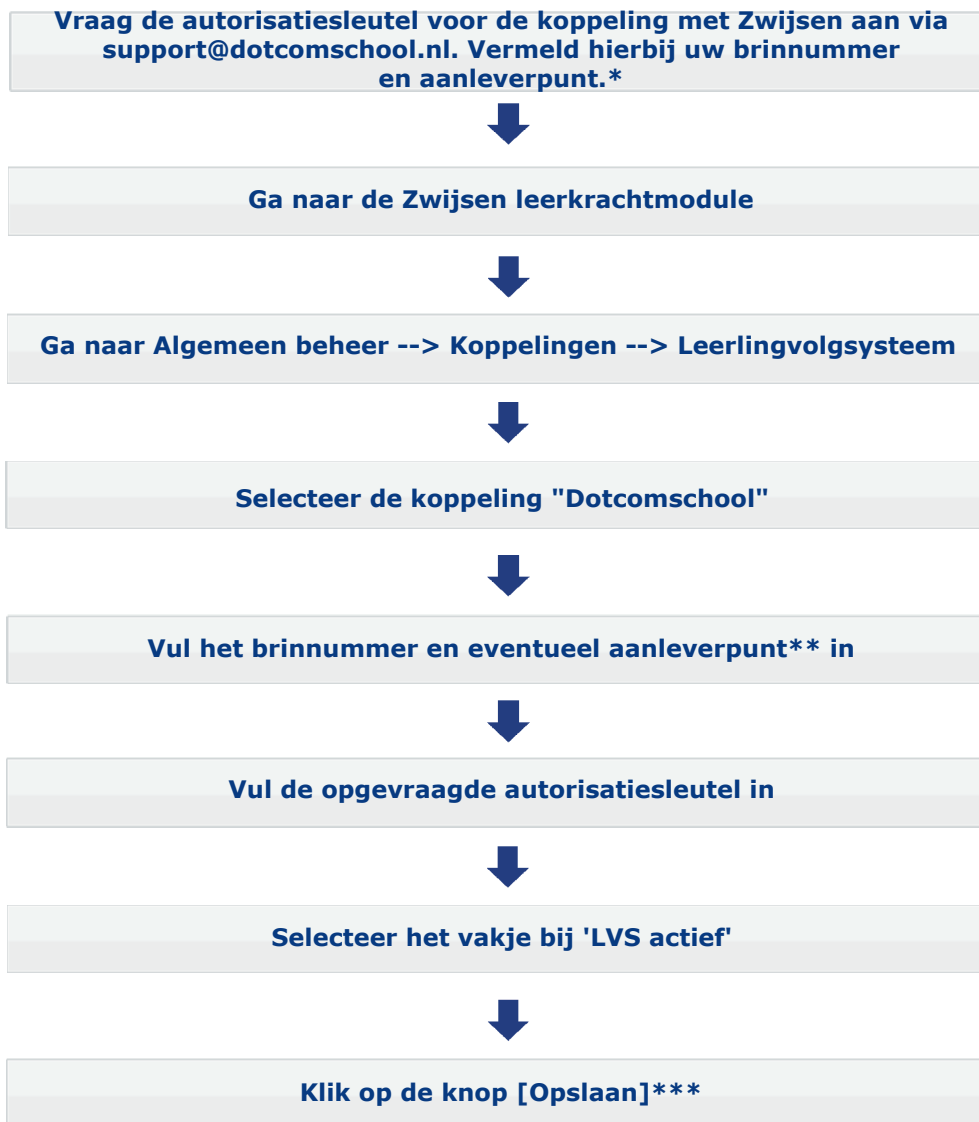 Vraag de autorisatiesleutel voor de koppeling met Zwijsen aan via
support@dotcomschool.nl. Vermeld hierbij uw brinnummer
en aanleverpunt.*
Ga naar de Zwijsen leerkrachtmodule
Ga naar Algemeen beheer --> Koppelingen --> Leerlingvolgsysteem
Selecteer de koppeling "Dotcomschool"
Vul het brinnummer en eventueel aanleverpunt** in
Vul de opgevraagde autorisatiesleutel in
Selecteer het vakje bij 'LVS actief'
Klik op de knop [Opslaan]***